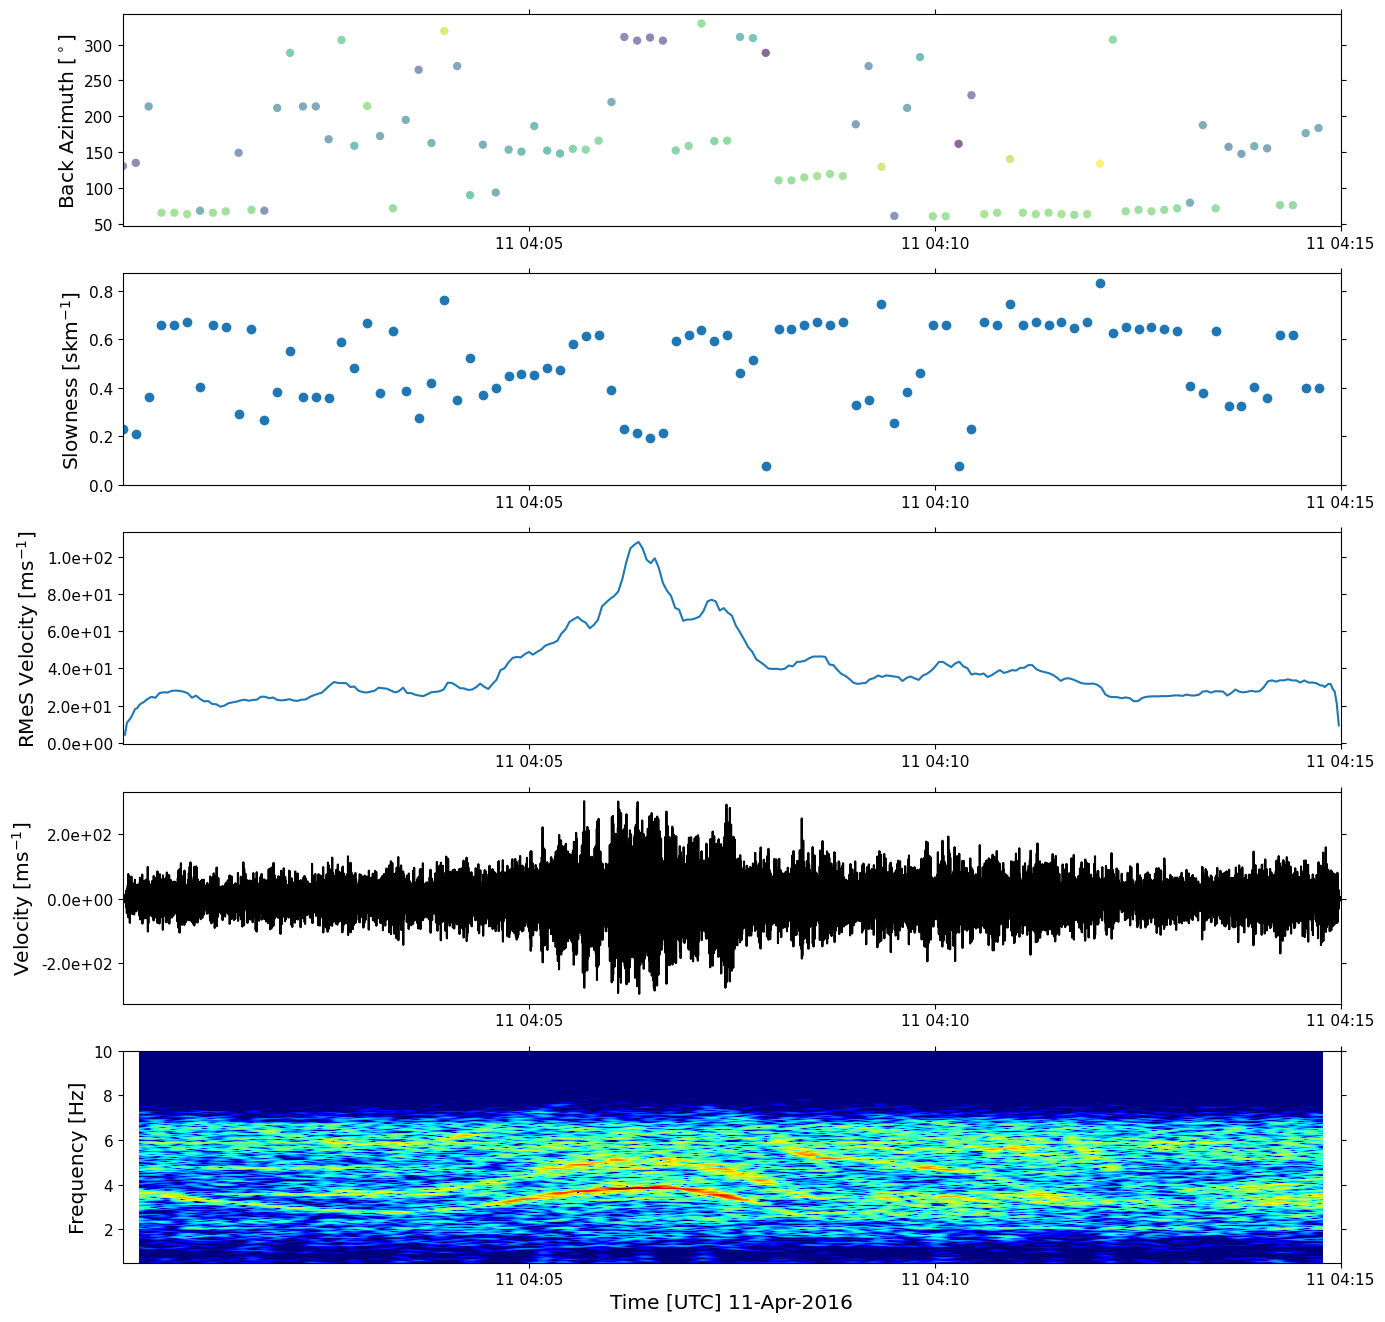 Back Azimuth [°]
300
250
200
150
100
50
11 04:05
11 04:10
11 04:15
Slowness [skm⁻¹]
0.8
0.6
0.4
0.2
0.0
11 04:05
11 04:10
11 04:15
RMeS Velocity [ms⁻¹]
1.0e+02
8.0e+01
6.0e+01
4.0e+01
2.0e+01
0.0e+00
11 04:05
11 04:10
11 04:15
Velocity [ms⁻¹]
2.0e+02
0.0e+00
-2.0e+02
11 04:05
11 04:10
11 04:15
Frequency [Hz]
10
8
6
4
2
11 04:05
11 04:10
11 04:15
Time [UTC] 11-Apr-2016